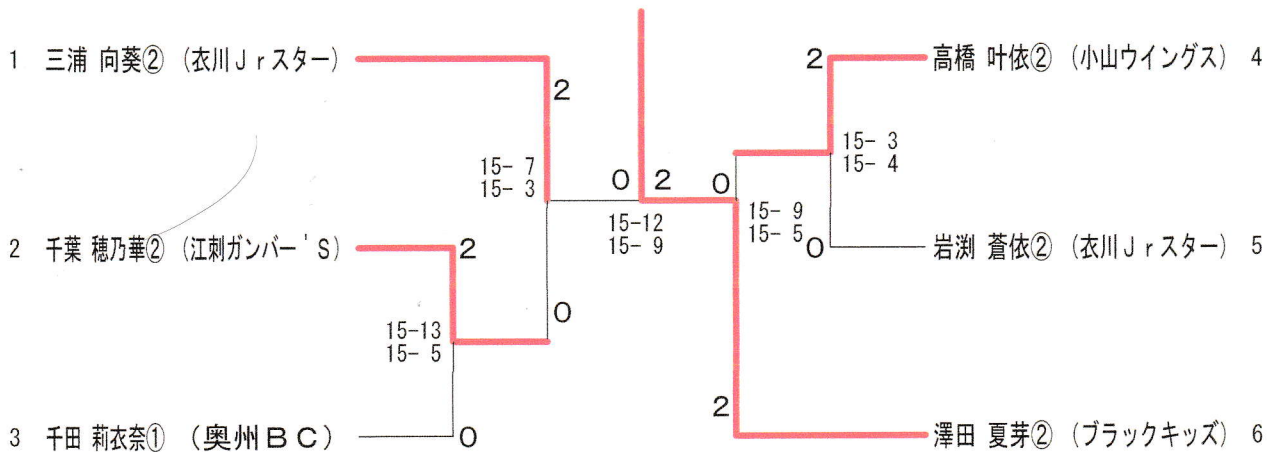 1 三浦 向葵② (衣川Ｊｒスター)
2
15- 7
15- 3
2 千葉 穂乃華② (江刺ガンバー'Ｓ)
2
0
15-13
15- 5
3 千田 莉衣奈① (奥州ＢＣ)
0
0 2
15-12
15- 9
2 高橋 叶依② (小山ウイングス) 4
15- 3
15- 4
0
15- 9
15- 5
0 岩渕 蒼依② (衣川Ｊｒスター) 5
2 澤田 夏芽② (ブラックキッズ) 6